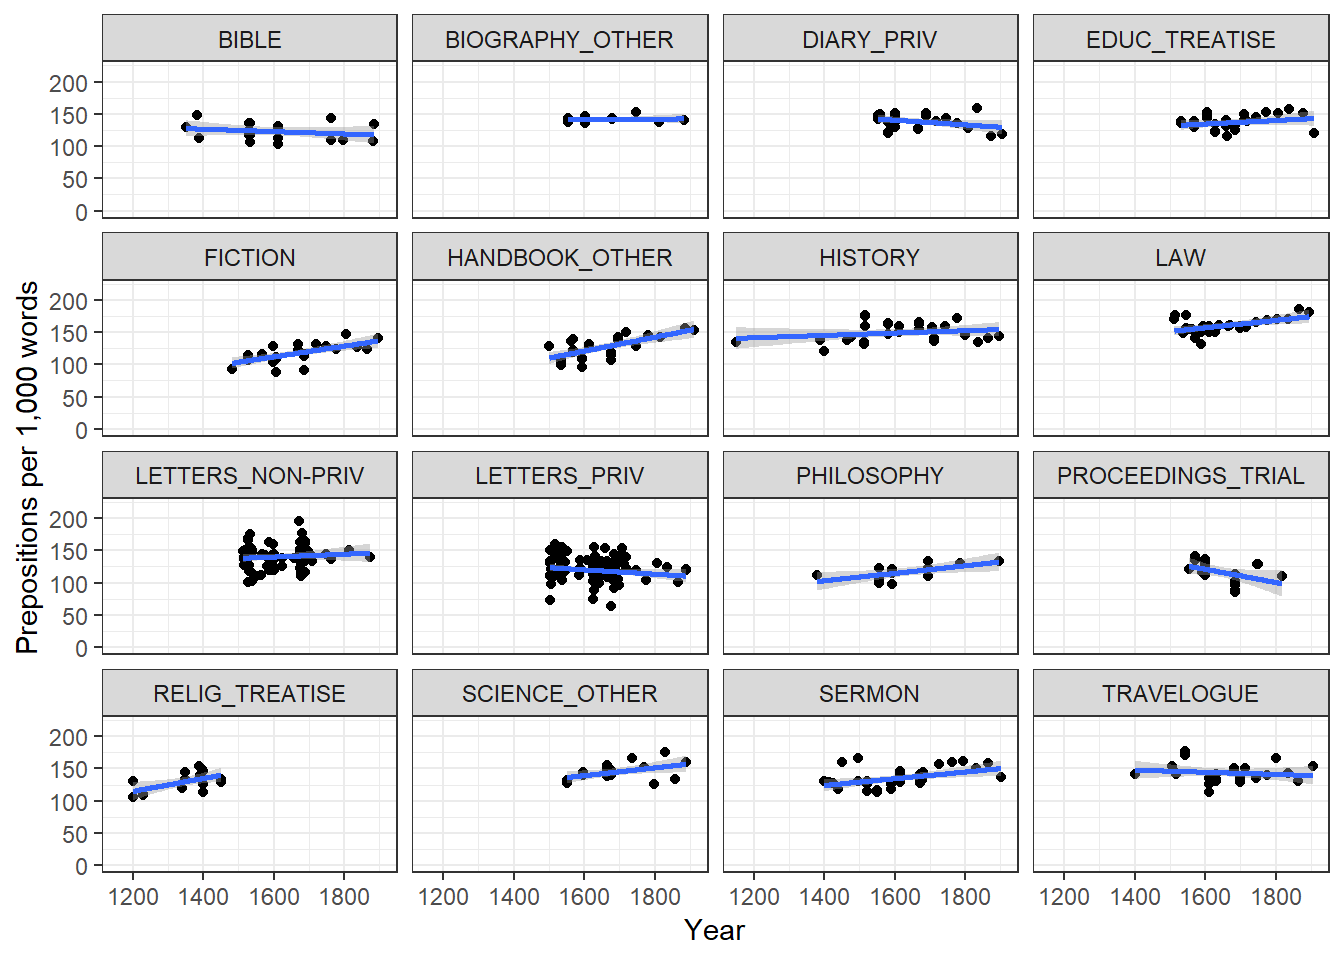 BIBLE BIOGRAPHY_OTHER DIARY_PRIV EDUC_TREATISE
200
150
100
50
0
FICTION HANDBOOK_OTHER HISTORY LAW
200
150
100
50
0
LETTERS_NON-PRIV LETTERS_PRIV PHILOSOPHY PROCEEDINGS_TRIAL
200
150
100
50
0
RELIG_TREATISE SCIENCE_OTHER SERMON TRAVELOGUE
200
150
100
50
0
1200 1400 1600 1800 1200 1400 1600 1800 1200 1400 1600 1800 1200 1400 1600 1800
Year
Prepositions per 1,000 words